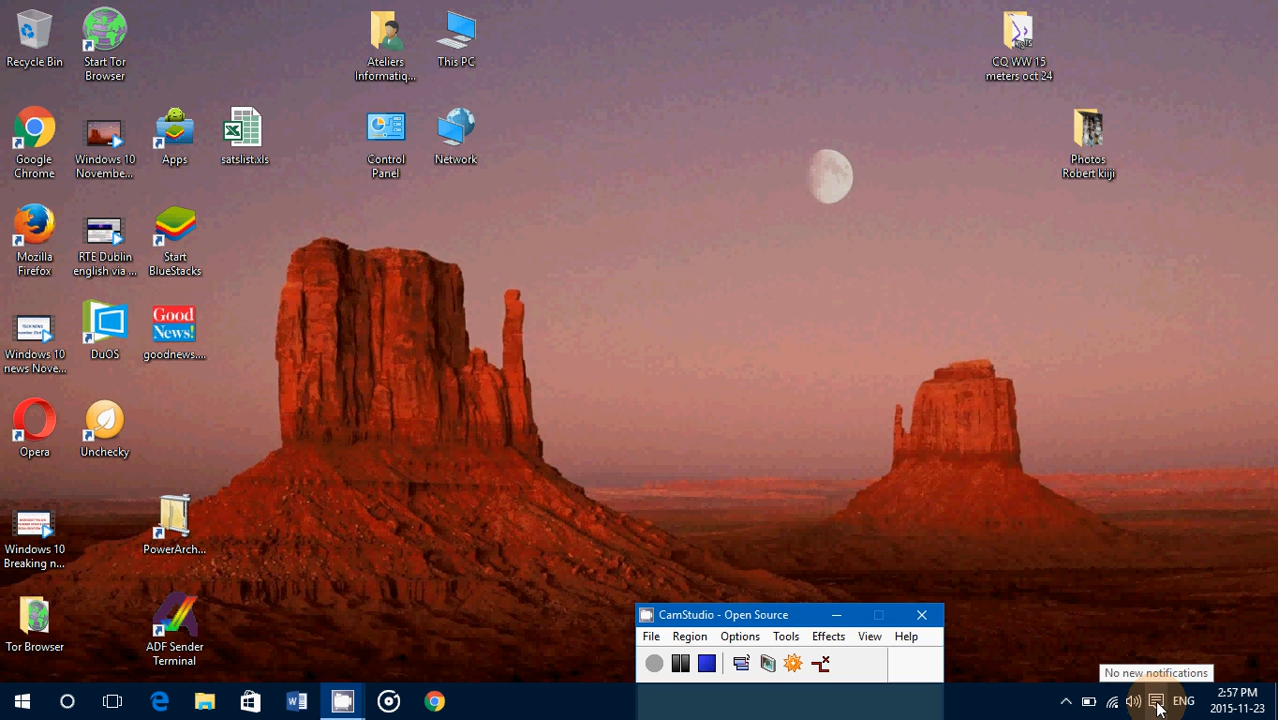 Recycle Bin
Start Tor
Browser
Ateliers
Informatiq...
This PC
CQ WW 15
meters oct 24
Google
Chrome
Windows 10
Novembe...
Apps
satslist.xls
Control
Panel
Network
Photos
Robert kiiji
Mozilla
Firefox
RTE Dublin
english via ...
Start
BlueStacks
Windows 10
news Nove...
DuOS
Good
News!
goodnews....
Opera
Unchecky
Windows 10
Breaking n...
PowerArch...
Tor Browser
ADF Sender
Terminal
CamStudio - Open Source
File Region Options Tools Effects View Help
No new notifications
ENG
2:57 PM
2015-11-23